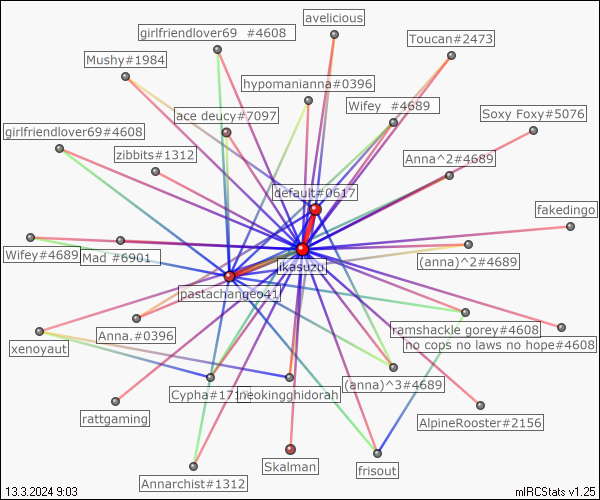 avelicious
girlfriendlover69 #4608
Toucan#2473
Mushy#1984
hypomanianna#0396
Wifey #4689
ace deucy#7097
Soxy Foxy#5076
girlfriendlover69#4608
zibbits#1312
Anna^2#4689
default#0617
fakedingo
Wifey#4689
Mad #6901
(anna)^2#4689
ikasuzu
pastachangeo41
Anna.#0396
ramshackle gorey#4608
no cops no laws no hope#4608
xenoyaut
(anna)^3#4689
Cypha#171
neokingghidorah
rattgaming
AlpineRooster#2156
Skalman
frisout
Annarchist#1312
13.3.2024 9:03
mIRCStats v1.25